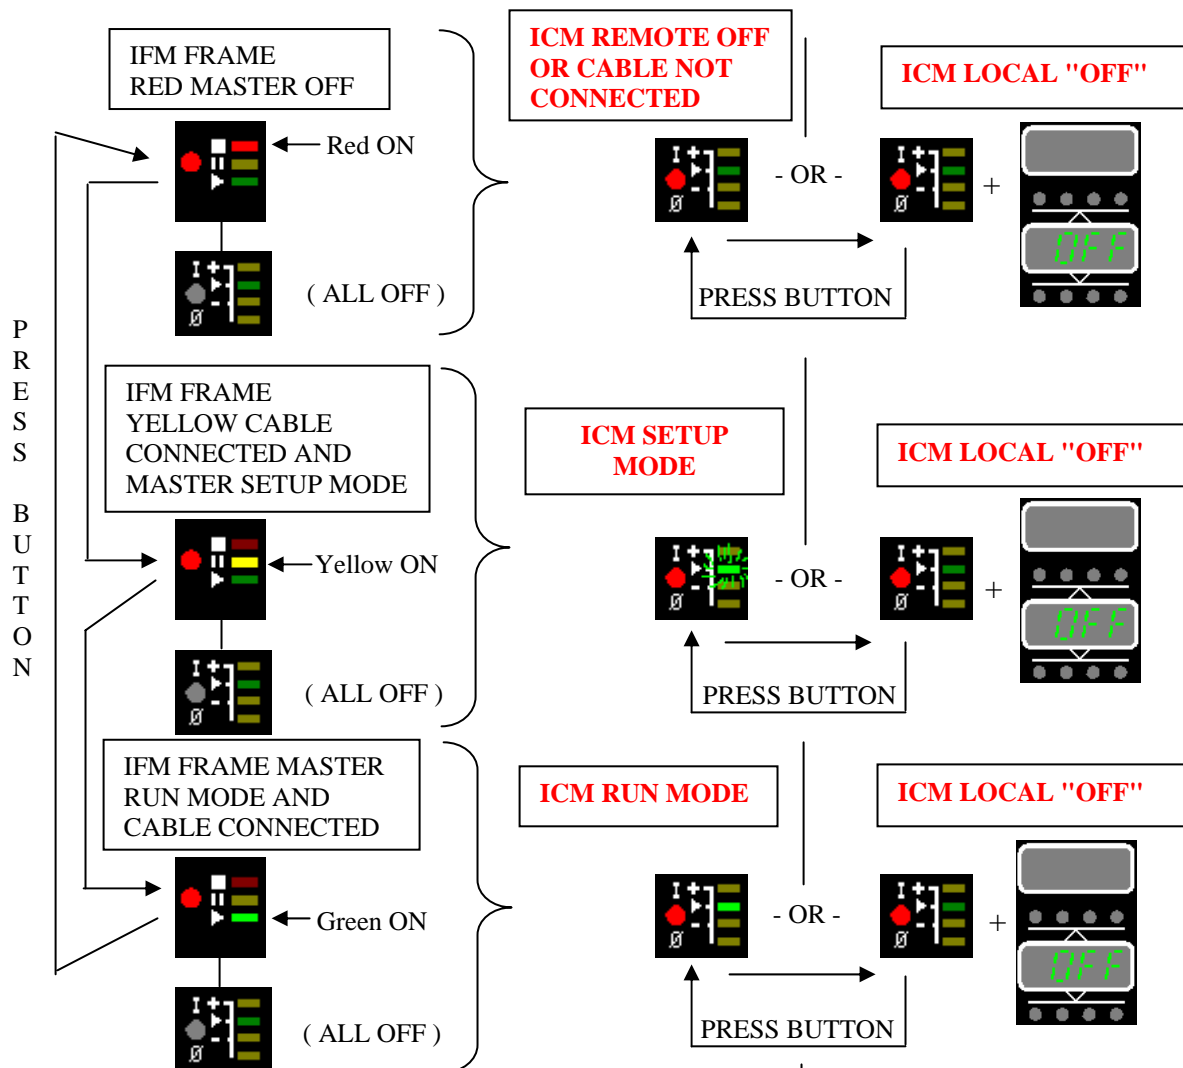 IFM FRAME
RED MASTER OFF
ICM REMOTE OFF
OR CABLE NOT
CONNECTED
ICM LOCAL "OFF"
Red ON
I +
-
Ø
- OR -
I +
-
Ø
+
OFF
PRESS BUTTON
I +
-
Ø
( ALL OFF )
PRESS BUTTON
IFM FRAME
YELLOW CABLE
CONNECTED AND
MASTER SETUP MODE
ICM SETUP
MODE
ICM LOCAL "OFF"
Yellow ON
I +
-
Ø
- OR -
I +
-
Ø
+
OFF
PRESS BUTTON
I +
-
Ø
( ALL OFF )
IFM FRAME MASTER
RUN MODE AND
CABLE CONNECTED
ICM RUN MODE
ICM LOCAL "OFF"
Green ON
I +
-
Ø
- OR -
I +
-
Ø
+
OFF
PRESS BUTTON
I +
-
Ø
( ALL OFF )